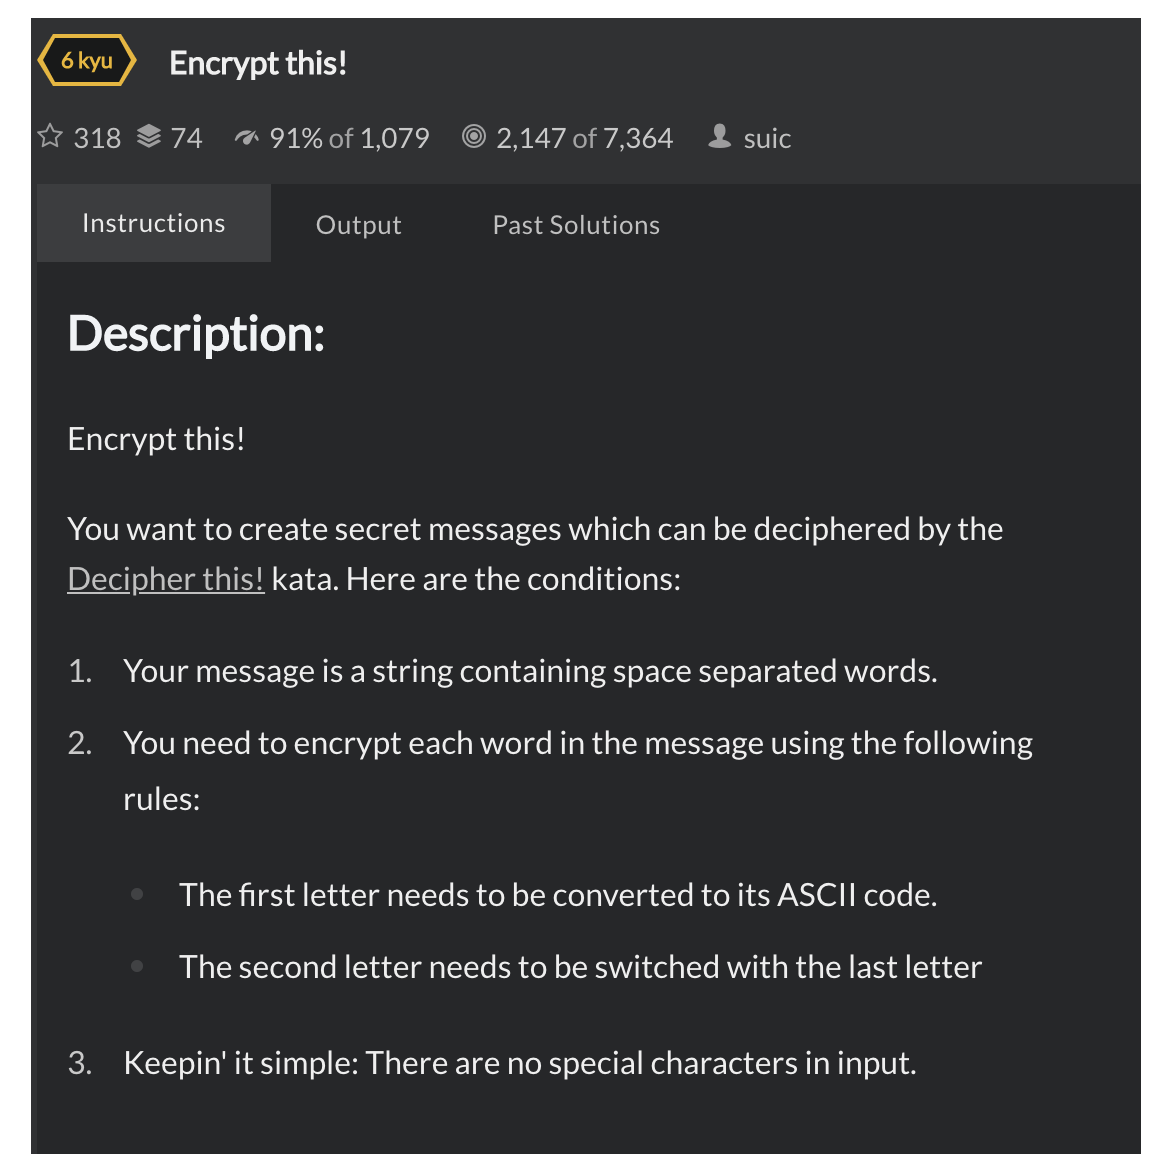 6 kyu Encrypt this!
318 74 91% of 1,079 2,147 of 7,364 suic
Instructions Output Past Solutions
Description:
Encrypt this!
You want to create secret messages which can be deciphered by the
Decipher this! kata. Here are the conditions:
1. Your message is a string containing space separated words.
2. You need to encrypt each word in the message using the following
rules:
• The first letter needs to be converted to its ASCII code.
• The second letter needs to be switched with the last letter
3. Keepin' it simple: There are no special characters in input.